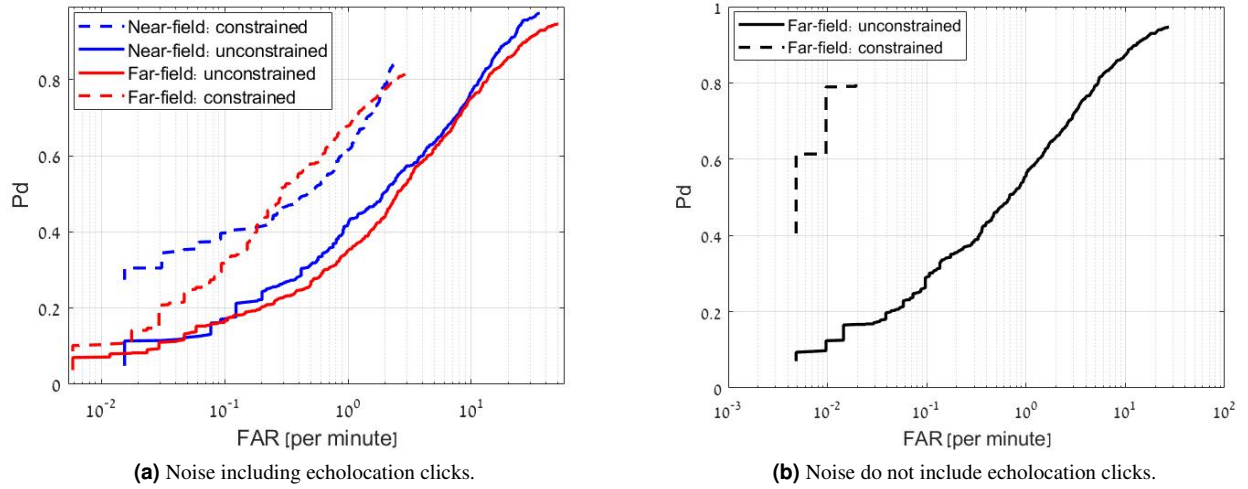 Near-field: constrained
Near-field: unconstrained
Far-field: unconstrained
Far-field: constrained
0.8
0.6
0.4
0.2
0
Pd
10^-2
10^-1
10^0
10^1
FAR [per minute]
(a) Noise including echolocation clicks.
Far-field: unconstrained
Far-field: constrained
1
0.8
0.6
0.4
0.2
0
Pd
10^-3
10^-2
10^-1
10^0
10^1
10^2
FAR [per minute]
(b) Noise do not include echolocation clicks.